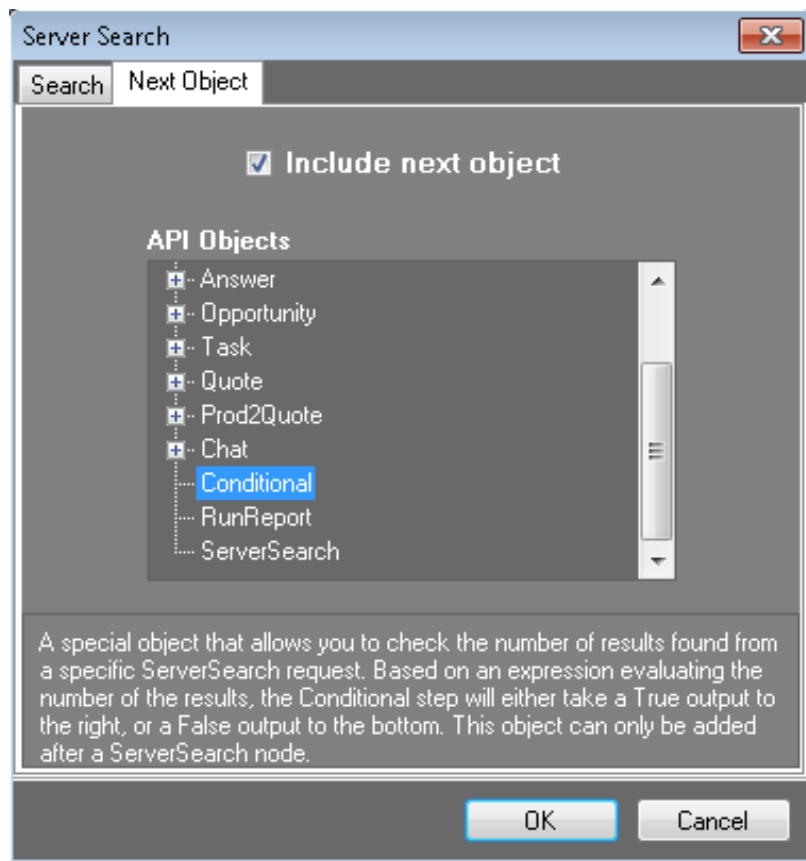 Server Search
Search
Next Object
Include next object
API Objects
Answer
Opportunity
Task
Quote
Prod2Quote
Chat
Conditional
RunReport
ServerSearch
A special object that allows you to check the number of results found from
a specific ServerSearch request. Based on an expression evaluating the
number of the results, the Conditional step will either take a True output to
the right, or a False output to the bottom. This object can only be added
after a ServerSearch node.
OK
Cancel